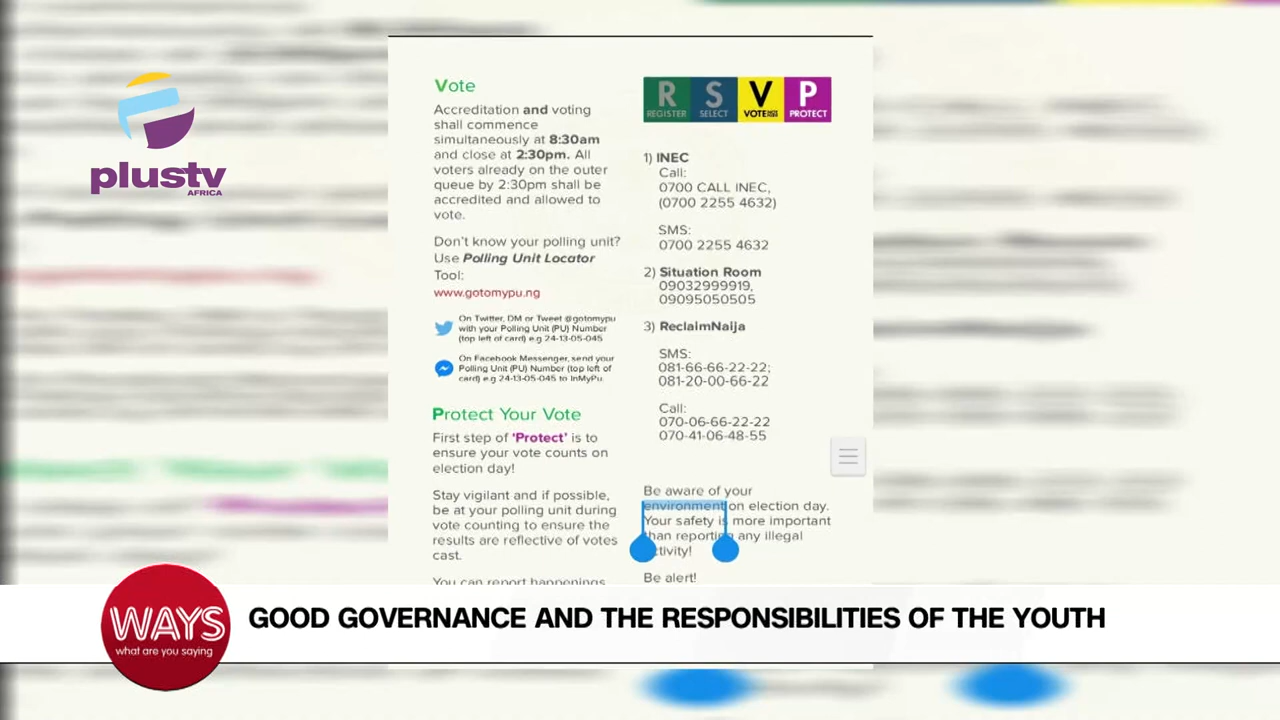 plustv
AFRICA
Vote
Accreditation and voting
shall commence
simultaneously at 8:30am
and close at 2:30pm. All
voters already on the outer
queue by 2:30pm shall be
accredited and allowed to
vote.
Don't know your polling unit?
Use Polling Unit Locator
Tool:
www.gotomypu.ng
On Twitter, DM or Tweet @gotomypu
with your Polling Unit (PU) Number
(top left of card) e.g 24-13-05-045
On Facebook Messenger, send your
Polling Unit (PU) Number (top left of
card) e.g 24-13-05-045 to InMyPu.
Protect Your Vote
First step of 'Protect' is to
ensure your vote counts on
election day!
Stay vigilant and if possible,
be at your polling unit during
vote counting to ensure the
results are reflective of votes
cast.
You can report happenings
R S V P
REGISTER SELECT VOTE PROTECT
1) INEC
Call:
0700 CALL INEC,
(0700 2255 4632)
SMS:
0700 2255 4632
2) Situation Room
09032999919,
09095050505
3) ReclaimNaija
SMS:
081-66-66-22-22;
081-20-00-66-22
Call:
070-06-66-22-22
070-41-06-48-55
Be aware of your
environment on election day.
Your safety is more important
than reporting any illegal
activity!
Be alert!
WAYS
what are you saying
GOOD GOVERNANCE AND THE RESPONSIBILITIES OF THE YOUTH